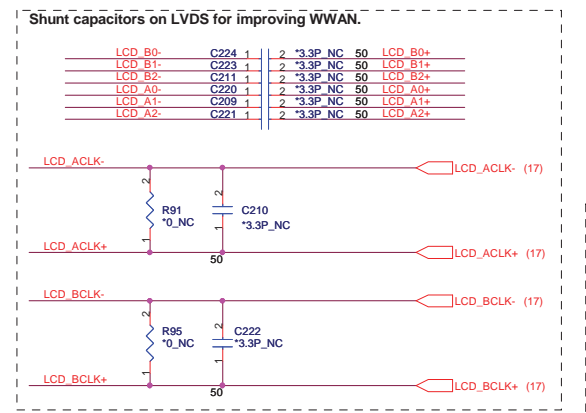 Shunt capacitors on LVDS for improving WWAN.
LCD_B0- C224 1 2 *3.3P_NC 50 LCD_B0+
LCD_B1- C223 1 2 *3.3P_NC 50 LCD_B1+
LCD_B2- C211 1 2 *3.3P_NC 50 LCD_B2+
LCD_A0- C220 1 2 *3.3P_NC 50 LCD_A0+
LCD_A1- C209 1 2 *3.3P_NC 50 LCD_A1+
LCD_A2- C221 1 2 *3.3P_NC 50 LCD_A2+
LCD_ACLK- LCD_ACLK- (17)
2 2
R91 C210
*0_NC *3.3P_NC
1 1
LCD_ACLK+ 50 LCD_ACLK+ (17)
LCD_BCLK- LCD_BCLK- (17)
2 2
R95 C222
*0_NC *3.3P_NC
1 1
LCD_BCLK+ 50 LCD_BCLK+ (17)